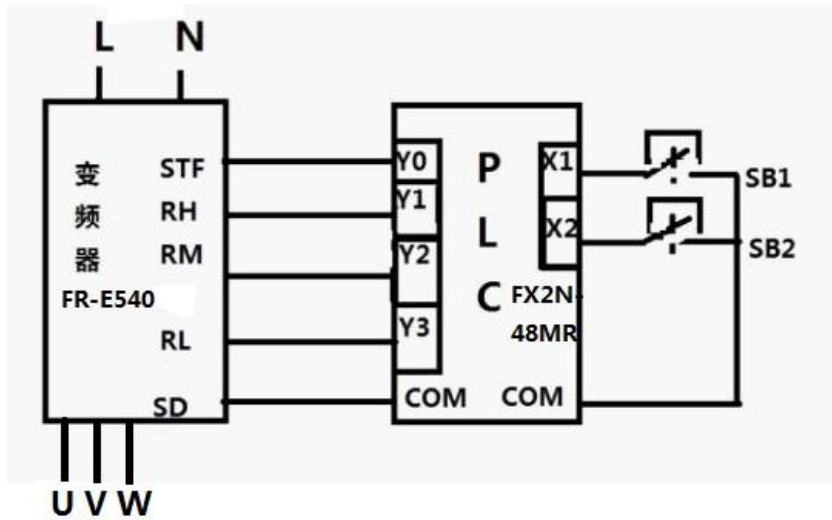 L N
变
频
器
FR-E540
STF
RH
RM
RL
SD
U V W
Y0
Y1
Y2
Y3
COM
P
L
C
FX2N-
48MR
X1
X2
COM
SB1
SB2